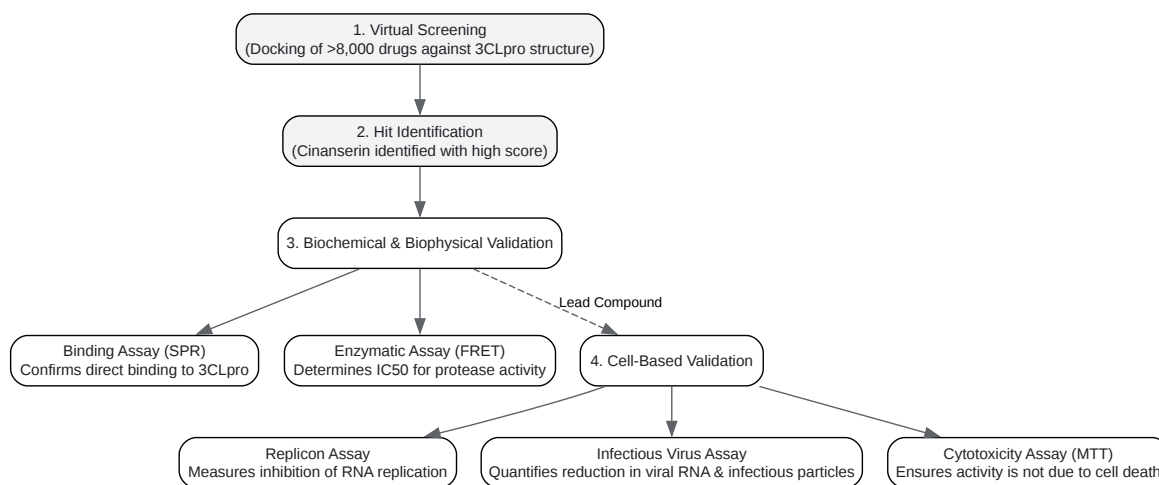 1. Virtual Screening
(Docking of >8,000 drugs against 3CLpro structure)
2. Hit Identification
(Cinanserin identified with high score)
3. Biochemical & Biophysical Validation
Lead Compound
Binding Assay (SPR)
Confirms direct binding to 3CLpro
Enzymatic Assay (FRET)
Determines IC50 for protease activity
4. Cell-Based Validation
Replicon Assay
Measures inhibition of RNA replication
Infectious Virus Assay
Quantifies reduction in viral RNA & infectious particles
Cytotoxicity Assay (MTT)
Ensures activity is not due to cell death